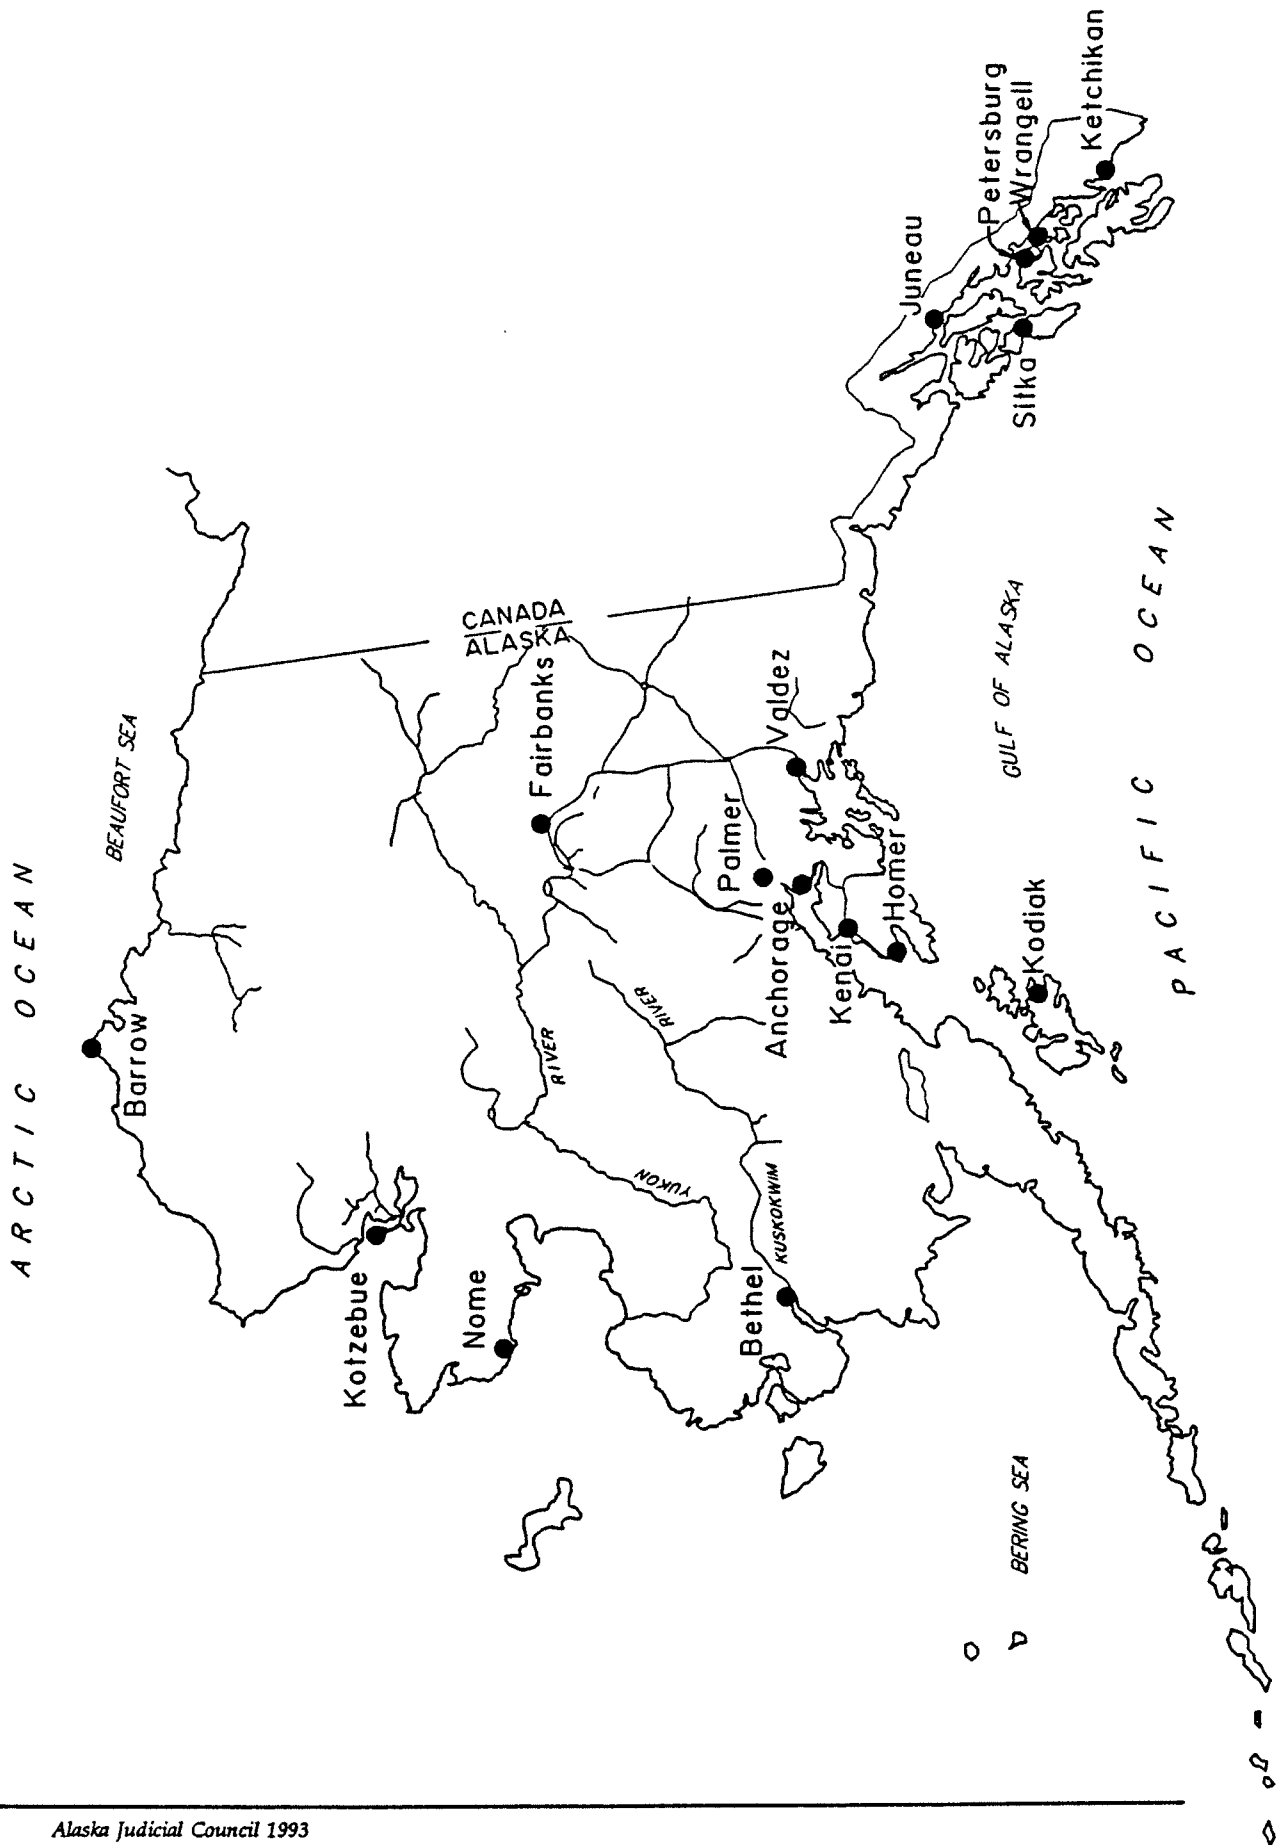 ARCTIC OCEAN
BEAUFORT SEA
Barrow
Kotzebue
Nome
CANADA
ALASKA
Fairbanks
RIVER
YUKON
RIVER
KUSKOKWIM
Bethel
Palmer
Valdez
Anchorage
Kenai
Homer
Kodiak
Juneau
Petersburg
Wrangell
Sitka
Ketchikan
GULF OF ALASKA
BERING SEA
PACIFIC OCEAN
Alaska Judicial Council 1993